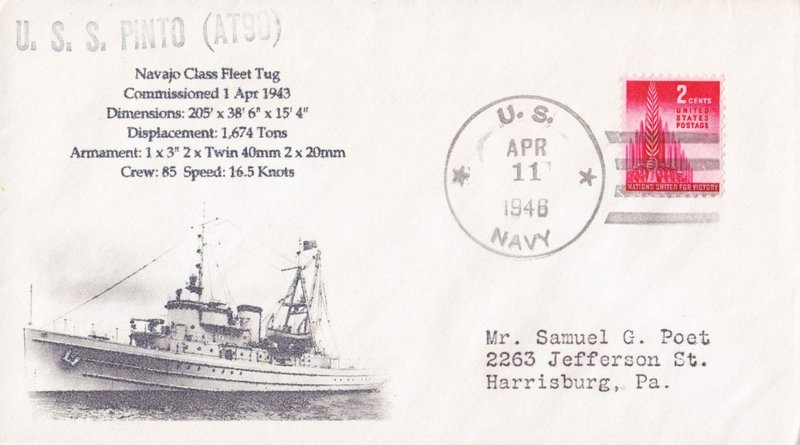 U. S. S. PINTO (AT90)
Navajo Class Fleet Tug
Commissioned 1 Apr 1943
Dimensions: 205' x 38' 6" x 15' 4"
Displacement: 1,674 Tons
Armament: 1 x 3" 2 x Twin 40mm 2 x 20mm
Crew: 85 Speed: 16.5 Knots
U. S.
APR
11
1946
NAVY
2 CENTS
UNITED
STATES
POSTAGE
NATIONS UNITED FOR VICTORY
Mr. Samuel G. Poet
2263 Jefferson St.
Harrisburg, Pa.